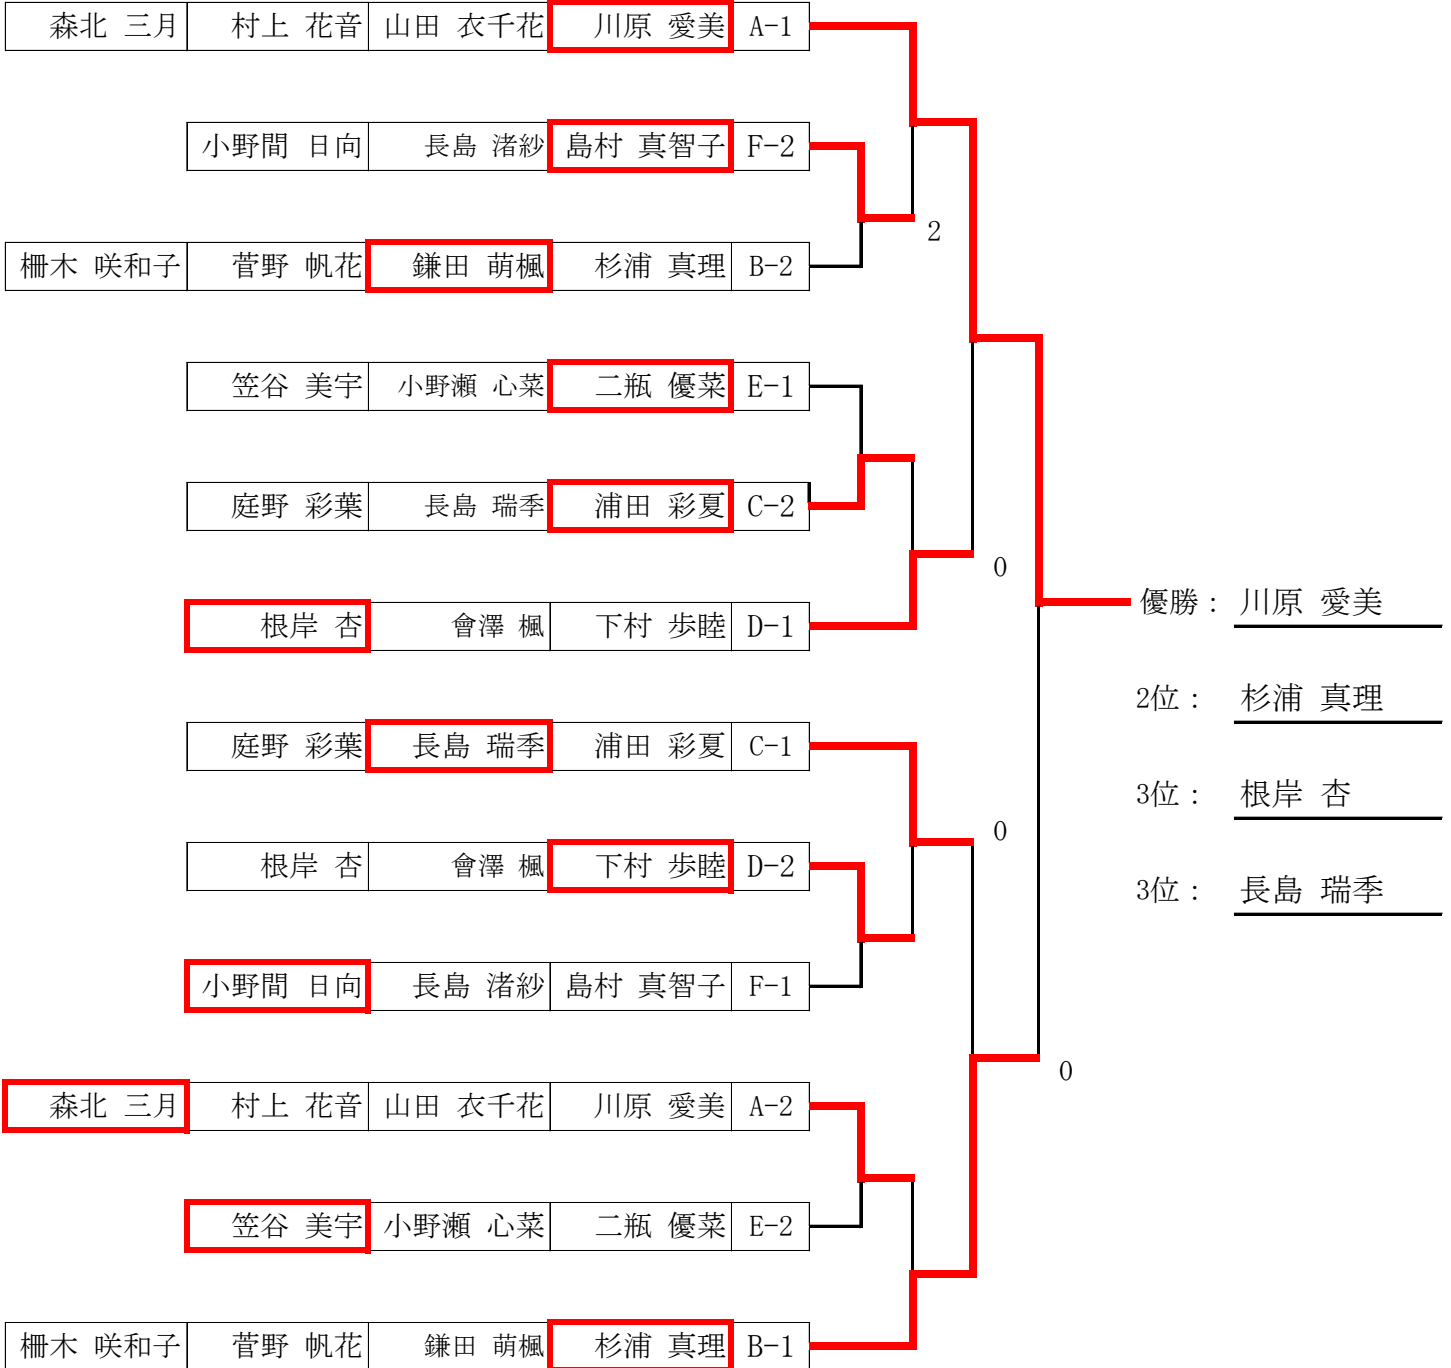 森北 三月 村上 花音 山田 衣千花 川原 愛美 A-1
小野間 日向 長島 渚紗 島村 真智子 F-2
2
柵木 咲和子 菅野 帆花 鎌田 萌楓 杉浦 真理 B-2
笠谷 美宇 小野瀬 心菜 二瓶 優菜 E-1
庭野 彩葉 長島 瑞季 浦田 彩夏 C-2
0
優勝： 川原 愛美
根岸 杏 會澤 楓 下村 歩睦 D-1
2位： 杉浦 真理
庭野 彩葉 長島 瑞季 浦田 彩夏 C-1
3位： 根岸 杏
0
根岸 杏 會澤 楓 下村 歩睦 D-2
3位： 長島 瑞季
小野間 日向 長島 渚紗 島村 真智子 F-1
0
森北 三月 村上 花音 山田 衣千花 川原 愛美 A-2
笠谷 美宇 小野瀬 心菜 二瓶 優菜 E-2
柵木 咲和子 菅野 帆花 鎌田 萌楓 杉浦 真理 B-1